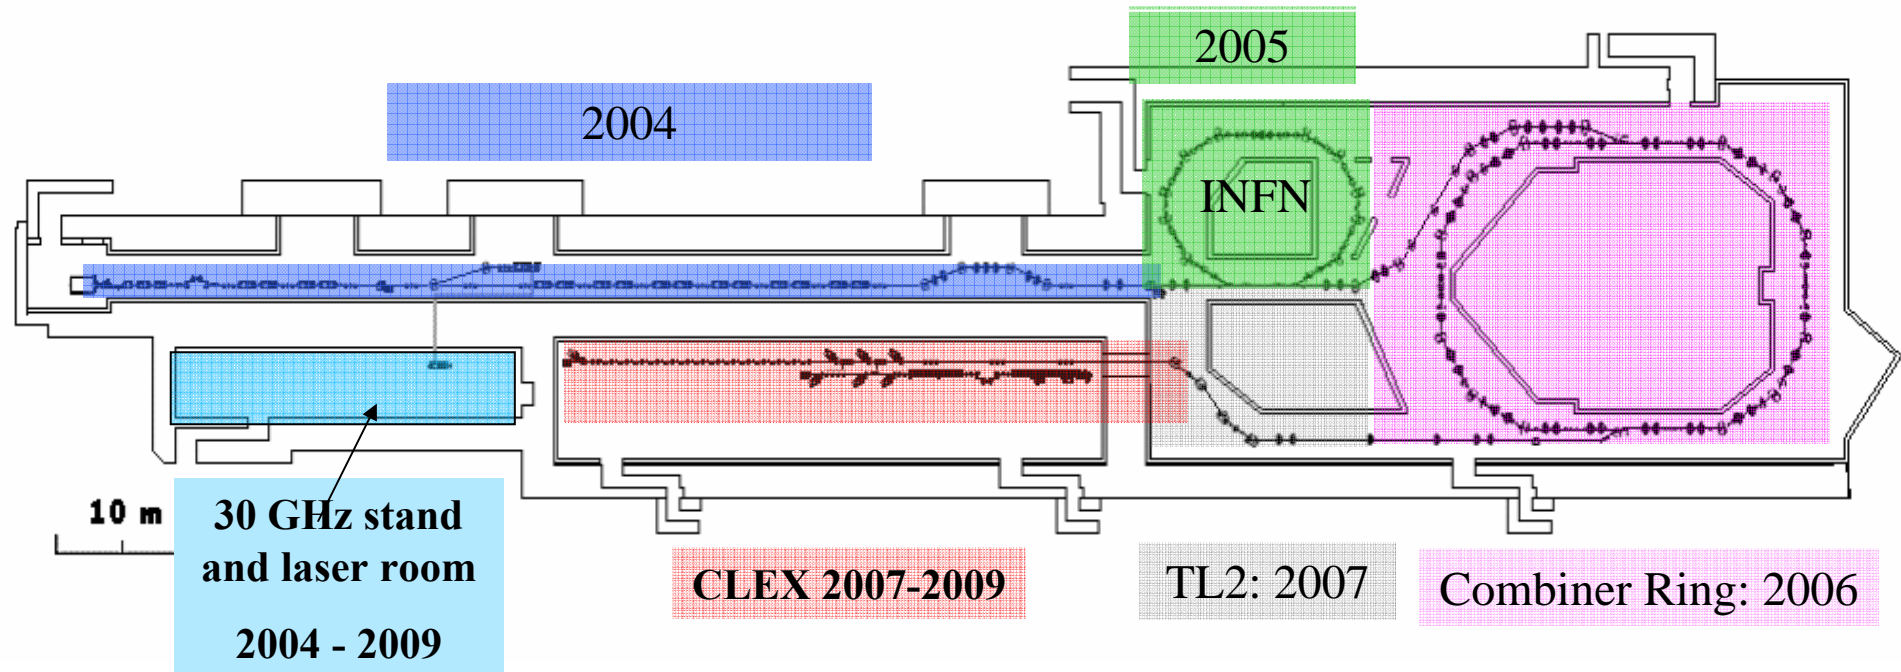 2005
2004
INFN
10 m
30 GHz stand
and laser room
2004 - 2009
CLEX 2007-2009
TL2: 2007
Combiner Ring: 2006